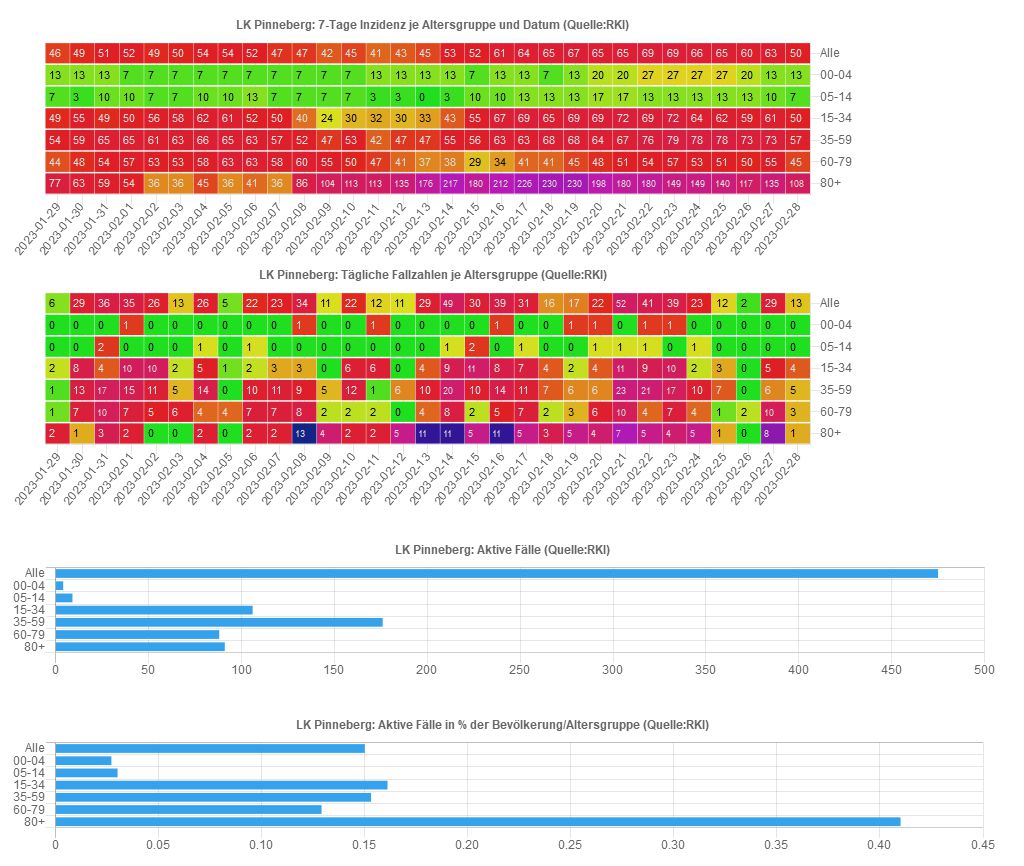 LK Pinneberg: 7-Tage Inzidenz je Altersgruppe und Datum (Quelle:RKI)
46 49 51 52 49 50 54 54 52 47 47 42 45 41 43 45 53 52 61 64 65 67 65 65 69 69 66 65 60 63 50 Alle
13 13 13 7 7 7 7 7 7 7 7 7 7 13 13 13 13 7 13 13 7 13 20 20 27 27 27 27 20 13 13 00-04
7 3 10 10 7 7 10 10 13 7 7 7 7 3 3 0 3 10 10 13 13 13 17 17 13 13 13 13 13 10 7 05-14
49 55 49 50 56 58 62 61 52 50 40 24 30 32 30 33 43 55 67 69 65 69 67 69 72 64 62 59 61 50 15-34
54 59 65 65 61 63 66 65 63 57 52 47 53 42 47 47 55 56 63 65 68 63 64 67 76 79 78 78 73 73 57 35-59
44 48 54 57 53 53 58 63 63 58 60 55 50 47 41 37 38 29 34 41 41 45 48 51 54 57 53 51 50 55 45 60-79
77 63 59 54 36 36 45 36 41 36 86 104 113 113 135 176 217 180 212 226 230 230 198 180 180 149 149 140 117 135 108 80+
2023-01-29 2023-01-30 2023-01-31 2023-02-01 2023-02-02 2023-02-03 2023-02-04 2023-02-05 2023-02-06 2023-02-07 2023-02-08 2023-02-09 2023-02-10 2023-02-11 2023-02-12 2023-02-13 2023-02-14 2023-02-15 2023-02-16 2023-02-17 2023-02-18 2023-02-19 2023-02-20 2023-02-21 2023-02-22 2023-02-23 2023-02-24 2023-02-25 2023-02-26 2023-02-27 2023-02-28
LK Pinneberg: Tägliche Fallzahlen je Altersgruppe (Quelle:RKI)
6 29 36 35 26 13 26 5 22 23 34 11 22 12 11 29 49 30 39 31 16 17 22 52 41 39 23 12 2 29 13 Alle
0 0 0 1 0 0 0 0 0 0 1 0 0 1 0 0 0 0 1 0 0 1 1 0 1 1 0 0 0 0 0 00-04
0 0 2 0 0 0 1 0 1 0 0 0 0 0 0 0 1 2 0 1 0 0 1 1 1 0 1 0 0 0 0 05-14
2 8 4 10 10 2 5 1 2 3 3 0 6 6 0 4 9 11 8 7 4 2 4 11 9 10 2 3 0 5 4 15-34
1 13 17 15 11 5 14 0 10 11 9 5 10 1 6 10 20 10 14 11 7 6 6 23 21 17 10 7 0 6 5 35-59
1 7 10 7 5 6 4 4 7 7 8 2 2 2 0 4 8 2 5 7 2 3 6 10 4 7 4 1 2 10 3 60-79
2 1 3 2 0 0 2 0 2 2 13 4 2 2 5 11 11 5 11 5 3 5 4 7 5 4 5 1 0 8 1 80+
2023-01-29 2023-01-30 2023-01-31 2023-02-01 2023-02-02 2023-02-03 2023-02-04 2023-02-05 2023-02-06 2023-02-07 2023-02-08 2023-02-09 2023-02-10 2023-02-11 2023-02-12 2023-02-13 2023-02-14 2023-02-15 2023-02-16 2023-02-17 2023-02-18 2023-02-19 2023-02-20 2023-02-21 2023-02-22 2023-02-23 2023-02-24 2023-02-25 2023-02-26 2023-02-27 2023-02-28
LK Pinneberg: Aktive Fälle (Quelle:RKI)
Alle
00-04
05-14
15-34
35-59
60-79
80+
0 50 100 150 200 250 300 350 400 450 500
LK Pinneberg: Aktive Fälle in % der Bevölkerung/Altersgruppe (Quelle:RKI)
Alle
00-04
05-14
15-34
35-59
60-79
80+
0 0.05 0.10 0.15 0.20 0.25 0.30 0.35 0.40 0.45